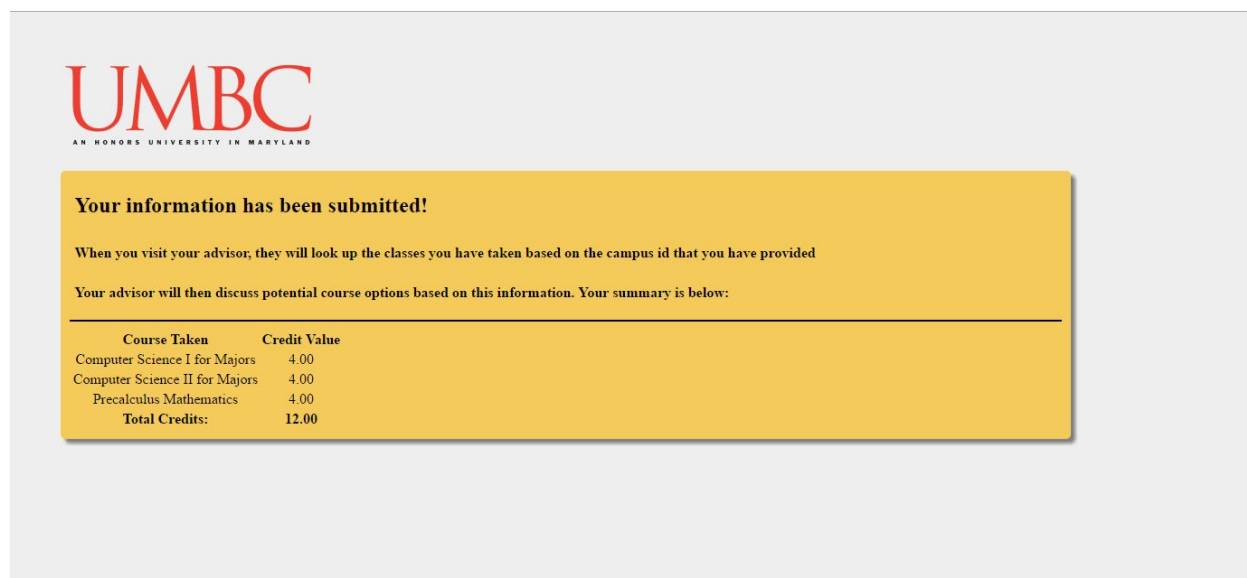 UMBC
AN HONORS UNIVERSITY IN MARYLAND
Your information has been submitted!
When you visit your advisor, they will look up the classes you have taken based on the campus id that you have provided
Your advisor will then discuss potential course options based on this information. Your summary is below:
Course Taken Credit Value
Computer Science I for Majors 4.00
Computer Science II for Majors 4.00
Precalculus Mathematics 4.00
Total Credits: 12.00